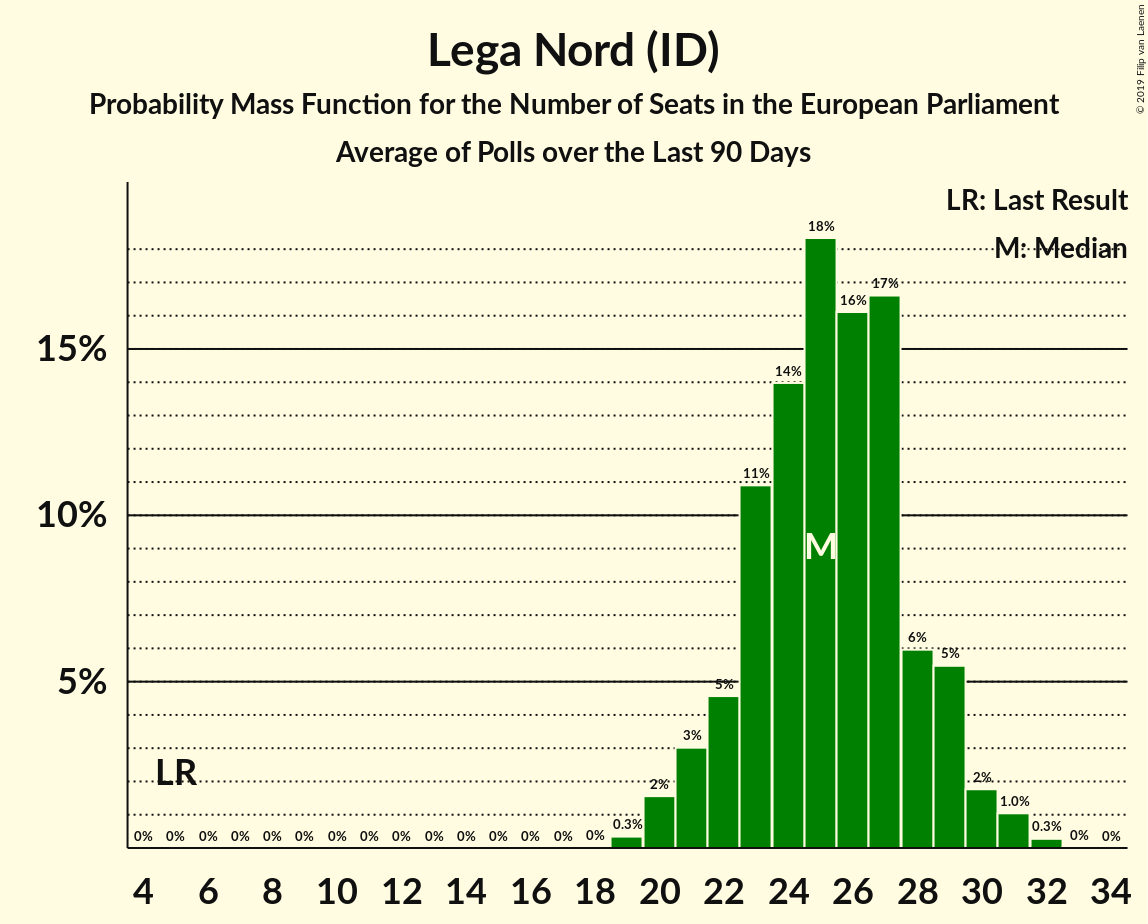 Lega Nord (ID)
Probability Mass Function for the Number of Seats in the European Parliament
Average of Polls over the Last 90 Days
© 2019 Filip van Laenen
LR: Last Result
M: Median
15%
10%
5%
LR
M
0% 0% 0% 0% 0% 0% 0% 0% 0% 0% 0% 0% 0% 0% 0% 0.3% 2% 3% 5% 11% 14% 18% 16% 17% 6% 5% 2% 1.0% 0.3% 0% 0%
4 6 8 10 12 14 16 18 20 22 24 26 28 30 32 34